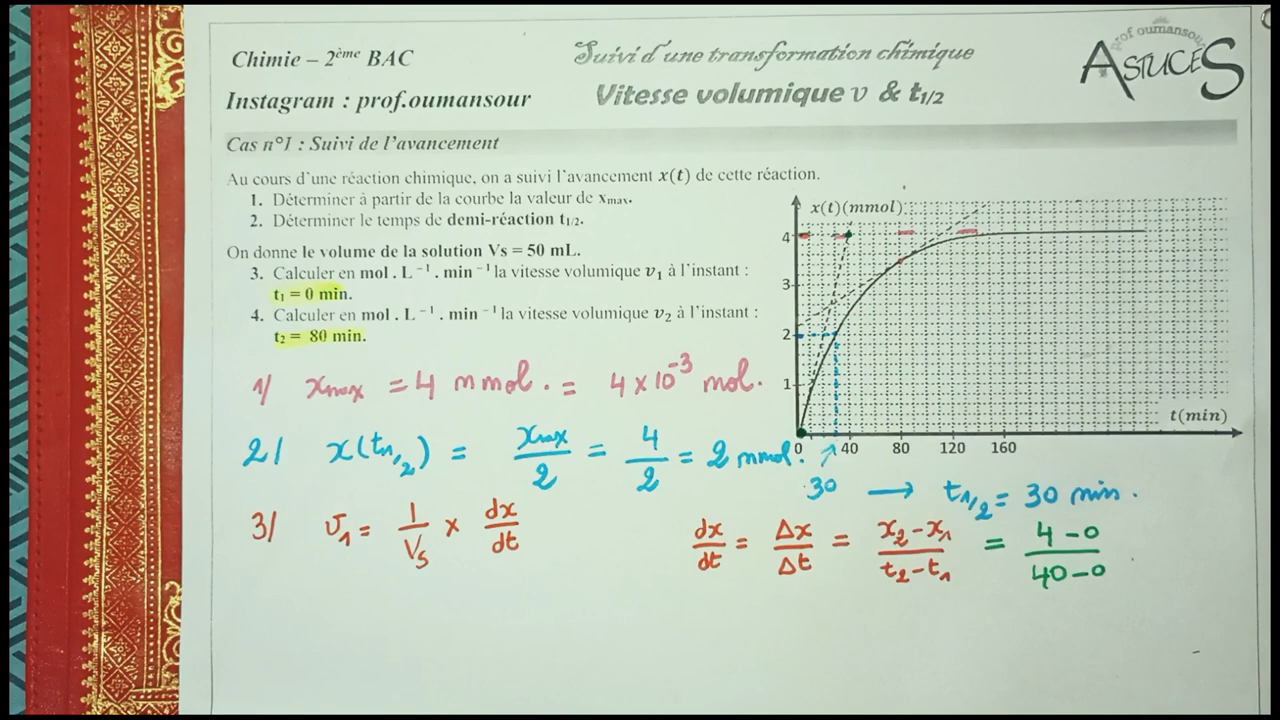 Chimie – 2ème BAC
Suivi d'une transformation chimique
prof oumansour
ASTUCES
Instagram : prof.oumansour
Vitesse volumique υ & t1/2
Cas n°1 : Suivi de l'avancement
Au cours d'une réaction chimique, on a suivi l'avancement x(t) de cette réaction.
1. Déterminer à partir de la courbe la valeur de xmax.
2. Déterminer le temps de demi-réaction t1/2.
On donne le volume de la solution Vs = 50 mL.
3. Calculer en mol . L⁻¹ . min⁻¹ la vitesse volumique υ1 à l'instant :
t1 = 0 min.
4. Calculer en mol . L⁻¹ . min⁻¹ la vitesse volumique υ2 à l'instant :
t2 = 80 min.
x(t)(mmol)
4
3
2
1
t(min)
0 40 80 120 160
1/ xmax = 4 mmol. = 4 × 10⁻³ mol.
2/ x(t1/2) = xmax/2 = 4/2 = 2 mmol.
30 → t1/2 = 30 min.
3/ υ1 = 1/Vs × dx/dt
dx/dt = Δx/Δt = x2-x1/t2-t1 = 4-0/40-0